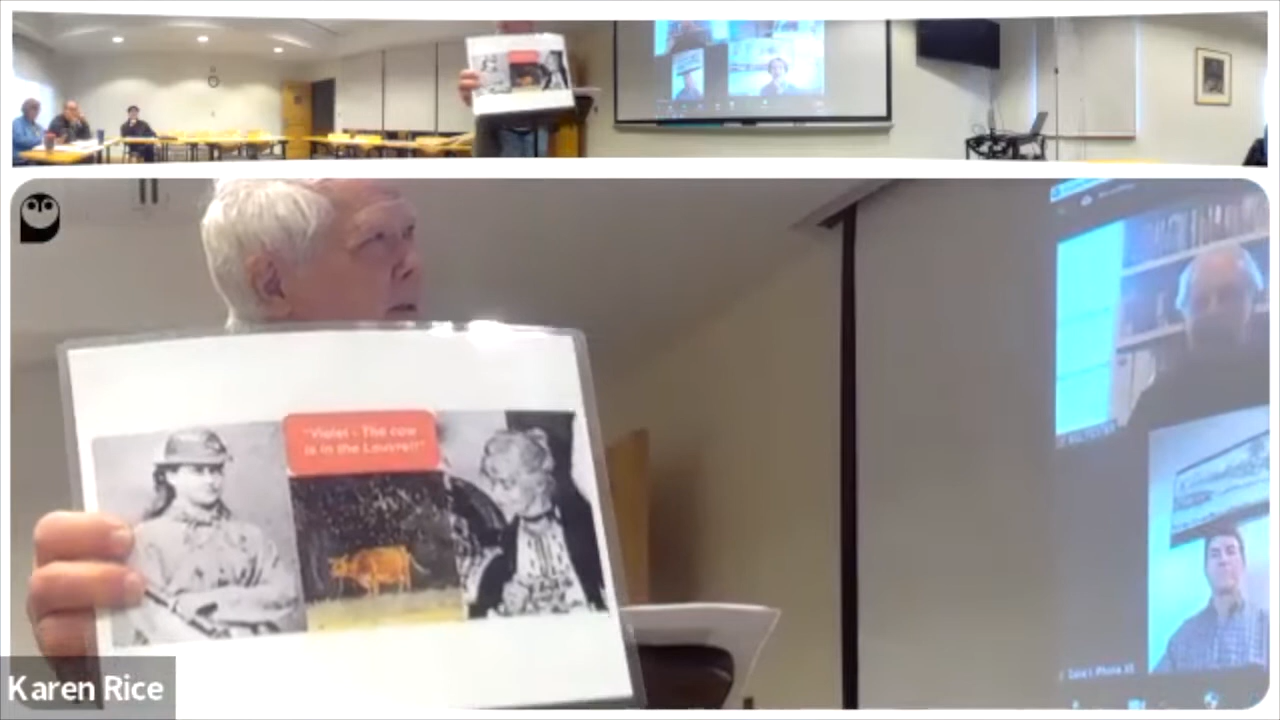 "Violet - The cow
is in the Louvre!!"
Karen Rice